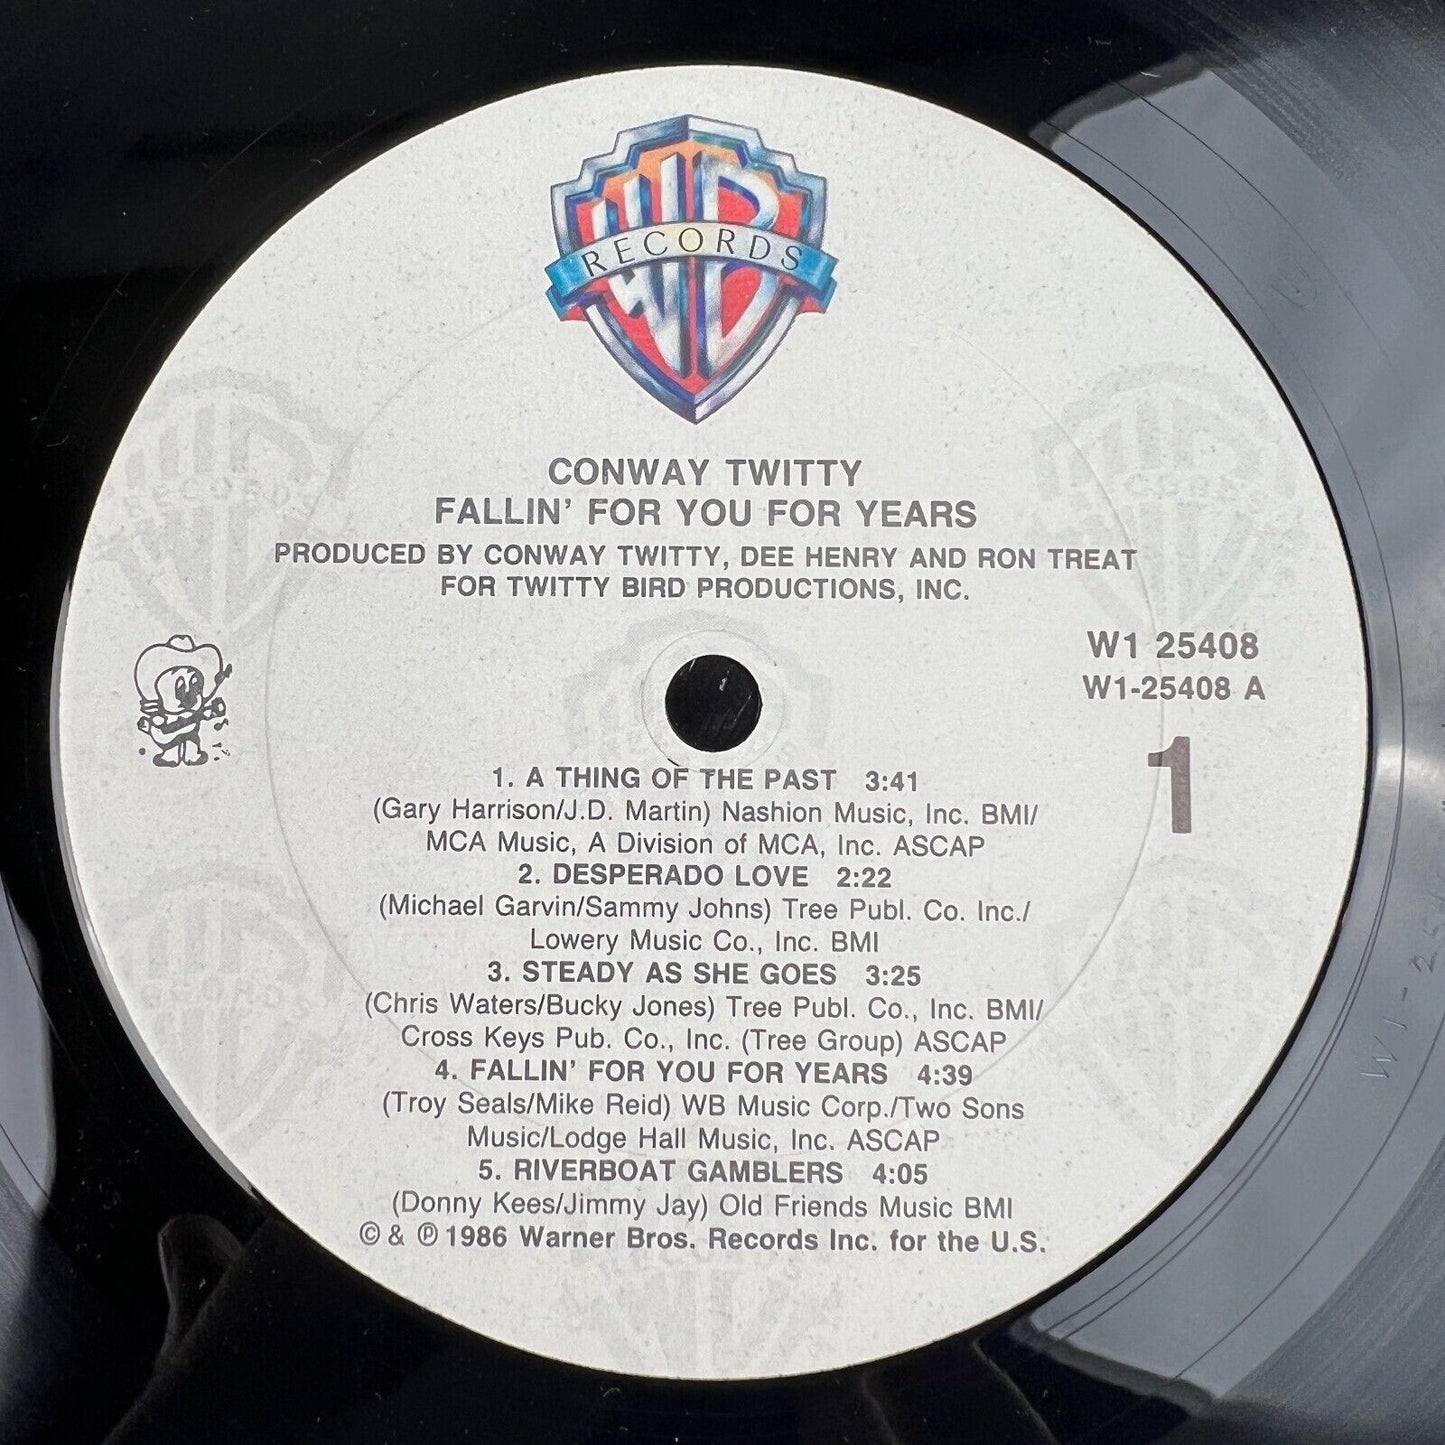 WB
RECORDS
CONWAY TWITTY
FALLIN' FOR YOU FOR YEARS
PRODUCED BY CONWAY TWITTY, DEE HENRY AND RON TREAT
FOR TWITTY BIRD PRODUCTIONS, INC.
W1 25408
W1-25408 A
1
1. A THING OF THE PAST 3:41
(Gary Harrison/J.D. Martin) Nashion Music, Inc. BMI/
MCA Music, A Division of MCA, Inc. ASCAP
2. DESPERADO LOVE 2:22
(Michael Garvin/Sammy Johns) Tree Publ. Co. Inc./
Lowery Music Co., Inc. BMI
3. STEADY AS SHE GOES 3:25
(Chris Waters/Bucky Jones) Tree Publ. Co., Inc. BMI/
Cross Keys Pub. Co., Inc. (Tree Group) ASCAP
4. FALLIN' FOR YOU FOR YEARS 4:39
(Troy Seals/Mike Reid) WB Music Corp./Two Sons
Music/Lodge Hall Music, Inc. ASCAP
5. RIVERBOAT GAMBLERS 4:05
(Donny Kees/Jimmy Jay) Old Friends Music BMI
© & ℗ 1986 Warner Bros. Records Inc. for the U.S.